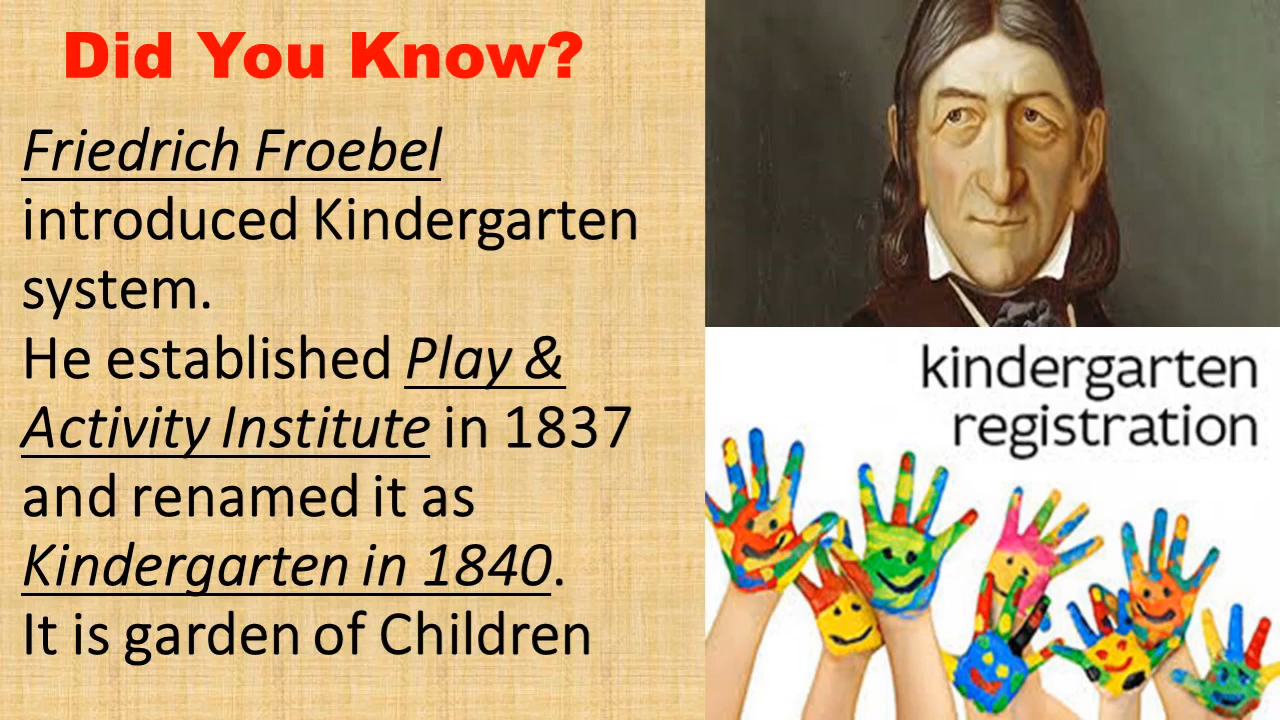 Did You Know?
Friedrich Froebel
introduced Kindergarten
system.
He established Play &
Activity Institute in 1837
and renamed it as
Kindergarten in 1840.
It is garden of Children
kindergarten
registration